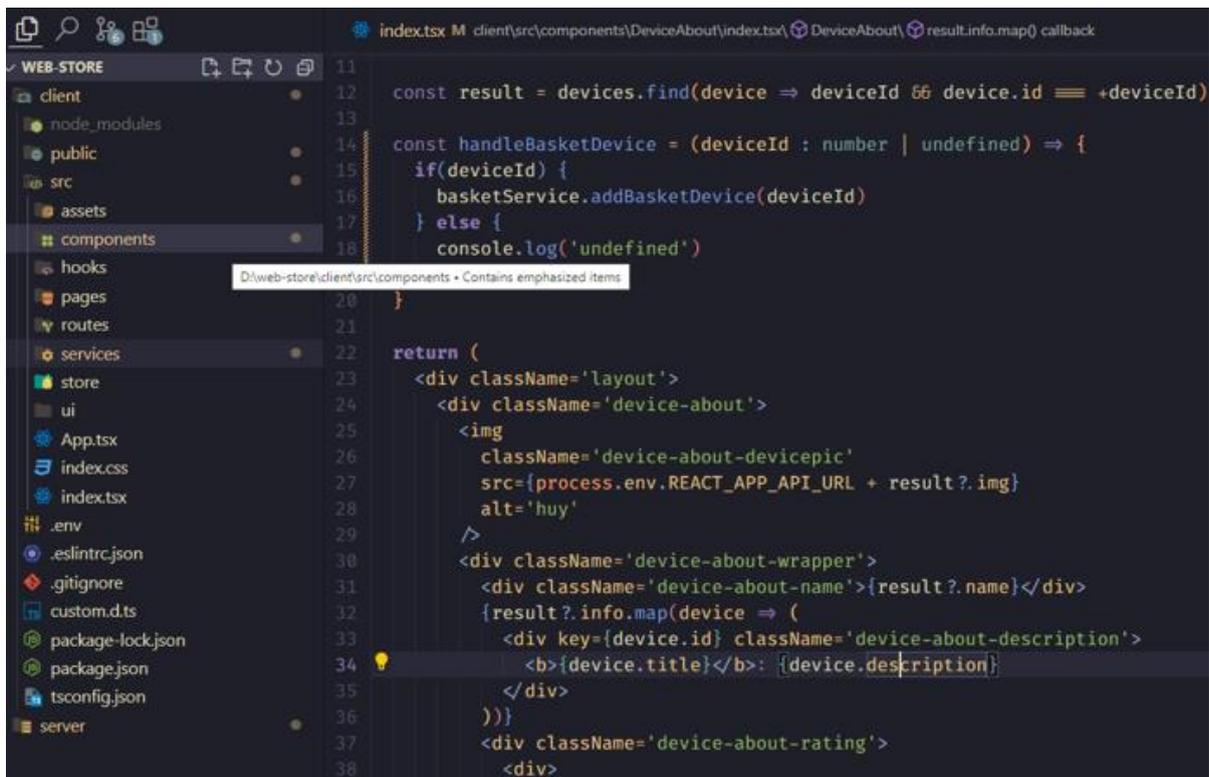 index.tsx M client\src\components\DeviceAbout\index.tsx\ DeviceAbout\ result.info.map() callback
WEB-STORE
client
node_modules
public
src
assets
components
hooks
D:\web-store\client\src\components • Contains emphasized items
pages
routes
services
store
ui
App.tsx
index.css
index.tsx
.env
.eslintrc.json
.gitignore
custom.d.ts
package-lock.json
package.json
tsconfig.json
server
11
12 const result = devices.find(device => deviceId && device.id === +deviceId)
13
14 const handleBasketDevice = (deviceId : number | undefined) => {
15 if(deviceId) {
16 basketService.addBasketDevice(deviceId)
17 } else {
18 console.log('undefined')
20 }
21
22 return (
23 <div className='layout'>
24 <div className='device-about'>
25 <img
26 className='device-about-devicepic'
27 src={process.env.REACT_APP_API_URL + result?.img}
28 alt='huy'
29 />
30 <div className='device-about-wrapper'>
31 <div className='device-about-name'>{result?.name}</div>
32 {result?.info.map(device => (
33 <div key={device.id} className='device-about-description'>
34 <b>{device.title}</b>: {device.description}
35 </div>
36 ))}
37 <div className='device-about-rating'>
38 <div>